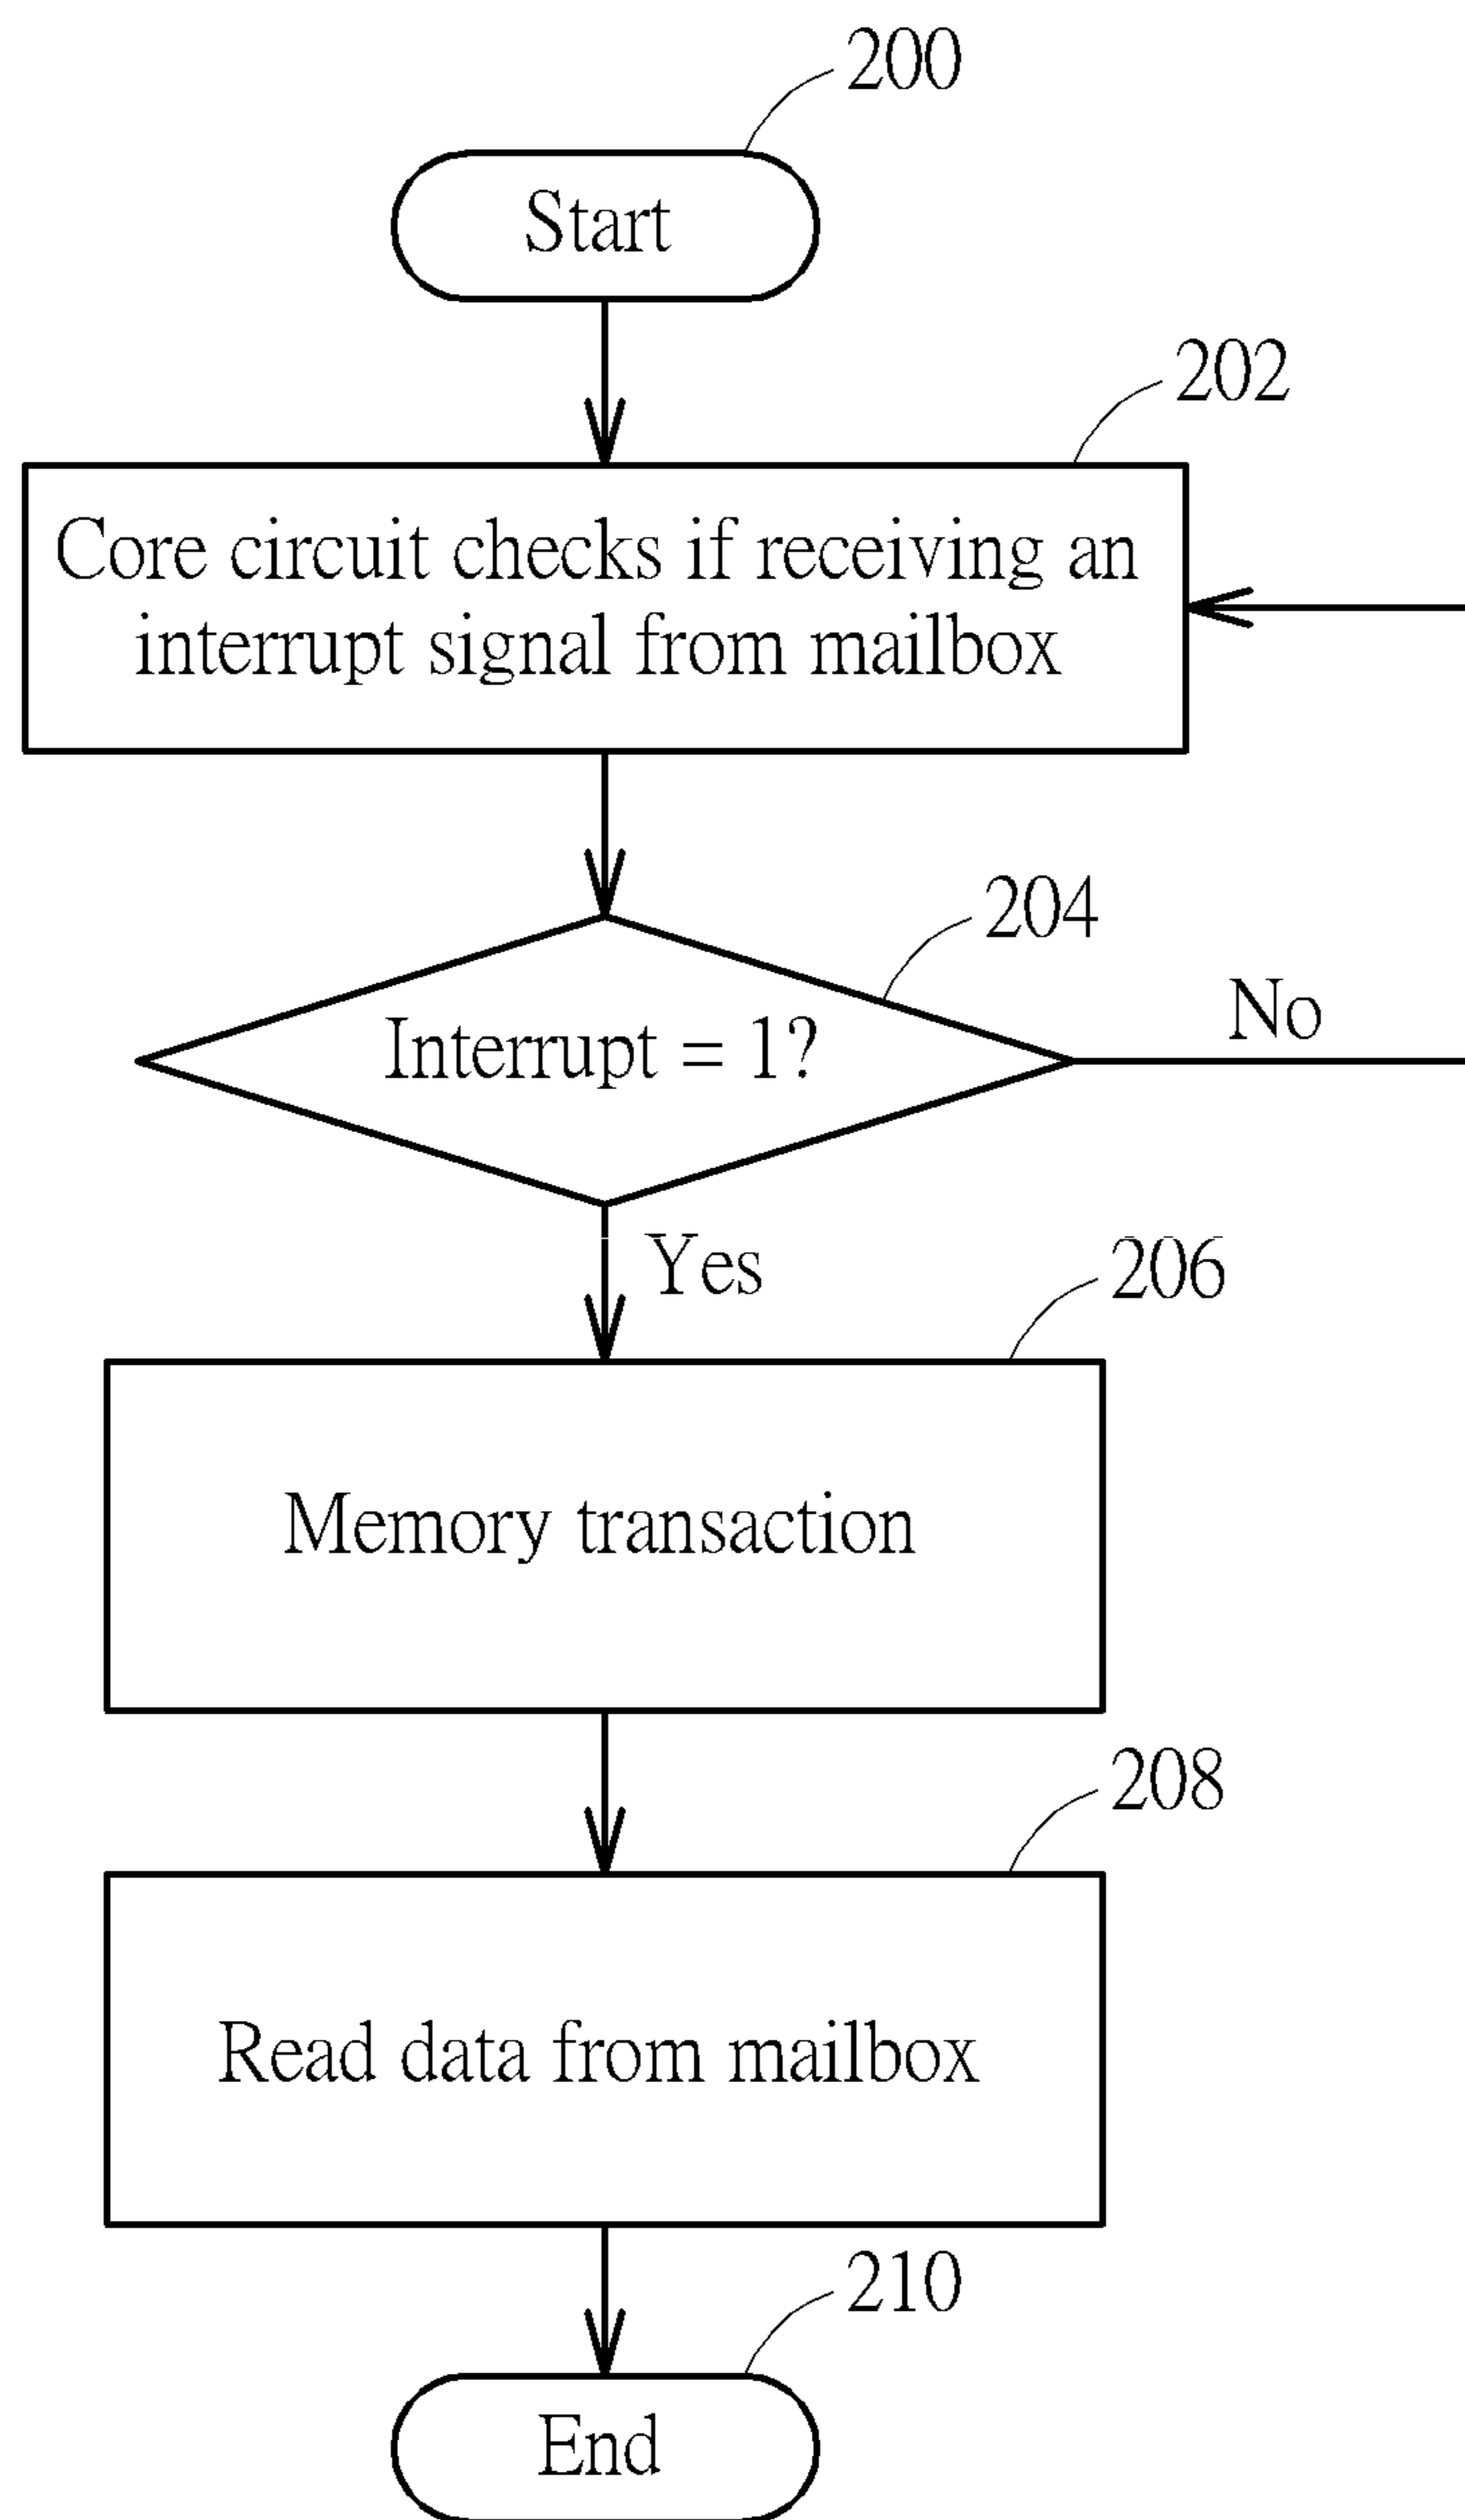 200
Start
202
Core circuit checks if receiving an
interrupt signal from mailbox
204
Interrupt = 1?
No
Yes
206
Memory transaction
208
Read data from mailbox
210
End